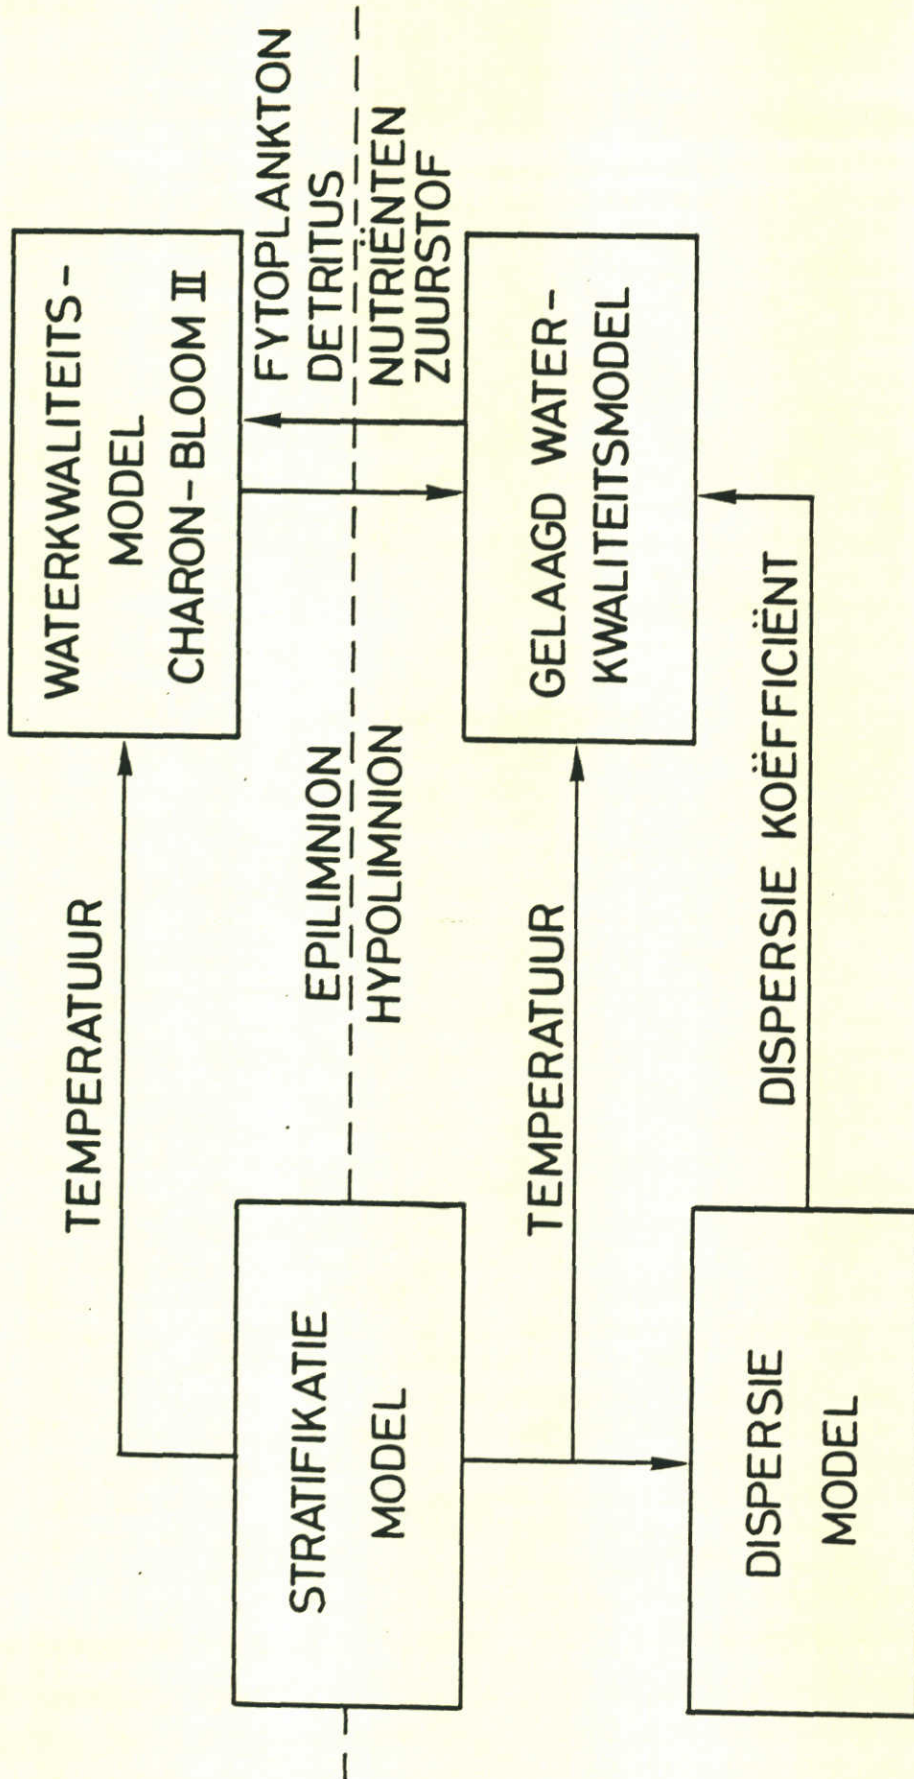 TEMPERATUUR
WATERKWALITEITS-
MODEL
CHARON-BLOOM II
STRATIFIKATIE
MODEL
EPILIMNION
HYPOLIMNION
FYTOPLANKTON
DETRITUS
NUTRIËNTEN
ZUURSTOF
TEMPERATUUR
GELAAGD WATER-
KWALITEITSMODEL
DISPERSIE
MODEL
DISPERSIE KOËFFICIËNT